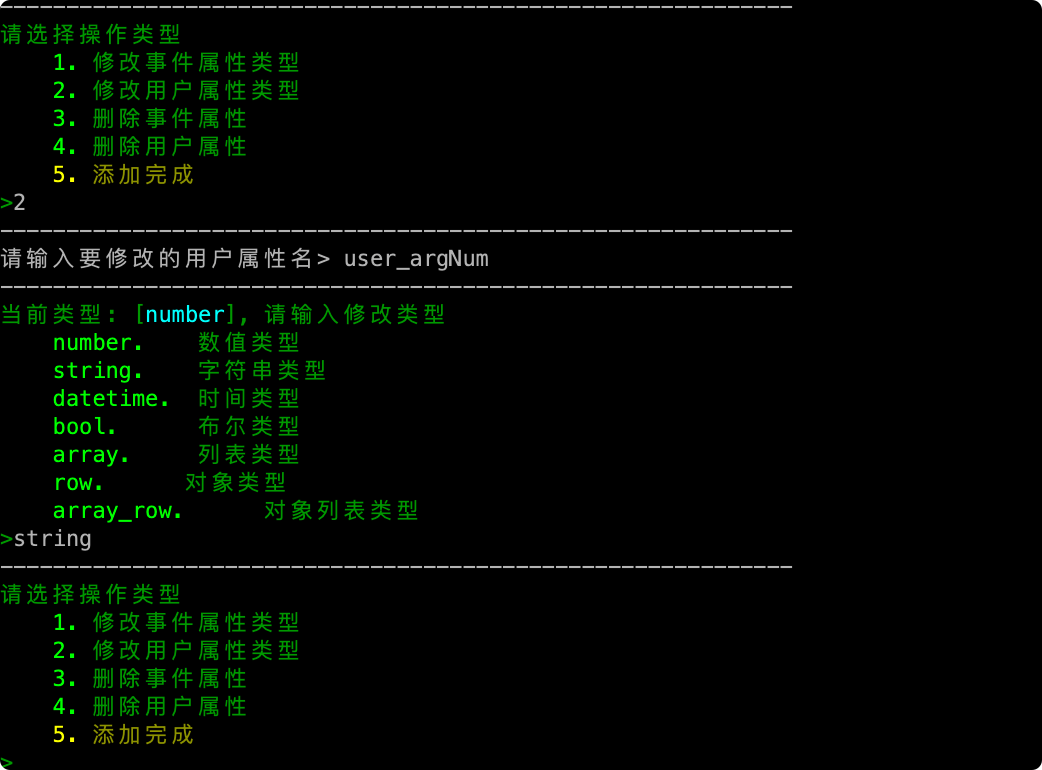 ------------------------------------------------------------
请选择操作类型
    1. 修改事件属性类型
    2. 修改用户属性类型
    3. 删除事件属性
    4. 删除用户属性
    5. 添加完成
>2
------------------------------------------------------------
请输入要修改的用户属性名> user_argNum
------------------------------------------------------------
当前类型: [number], 请输入修改类型
    number.    数值类型
    string.    字符串类型
    datetime.  时间类型
    bool.      布尔类型
    array.     列表类型
    row.      对象类型
    array_row.      对象列表类型
>string
------------------------------------------------------------
请选择操作类型
    1. 修改事件属性类型
    2. 修改用户属性类型
    3. 删除事件属性
    4. 删除用户属性
    5. 添加完成
>